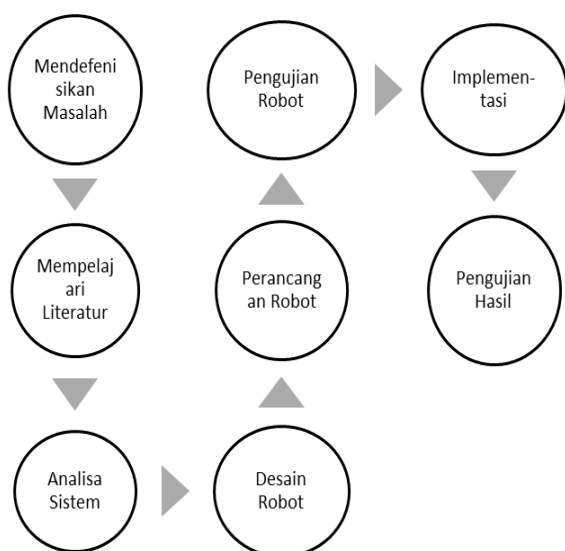 Mendefeni
sikan
Masalah
Mempelaj
ari
Literatur
Analisa
Sistem
Desain
Robot
Perancang
an Robot
Pengujian
Robot
Implemen-
tasi
Pengujian
Hasil